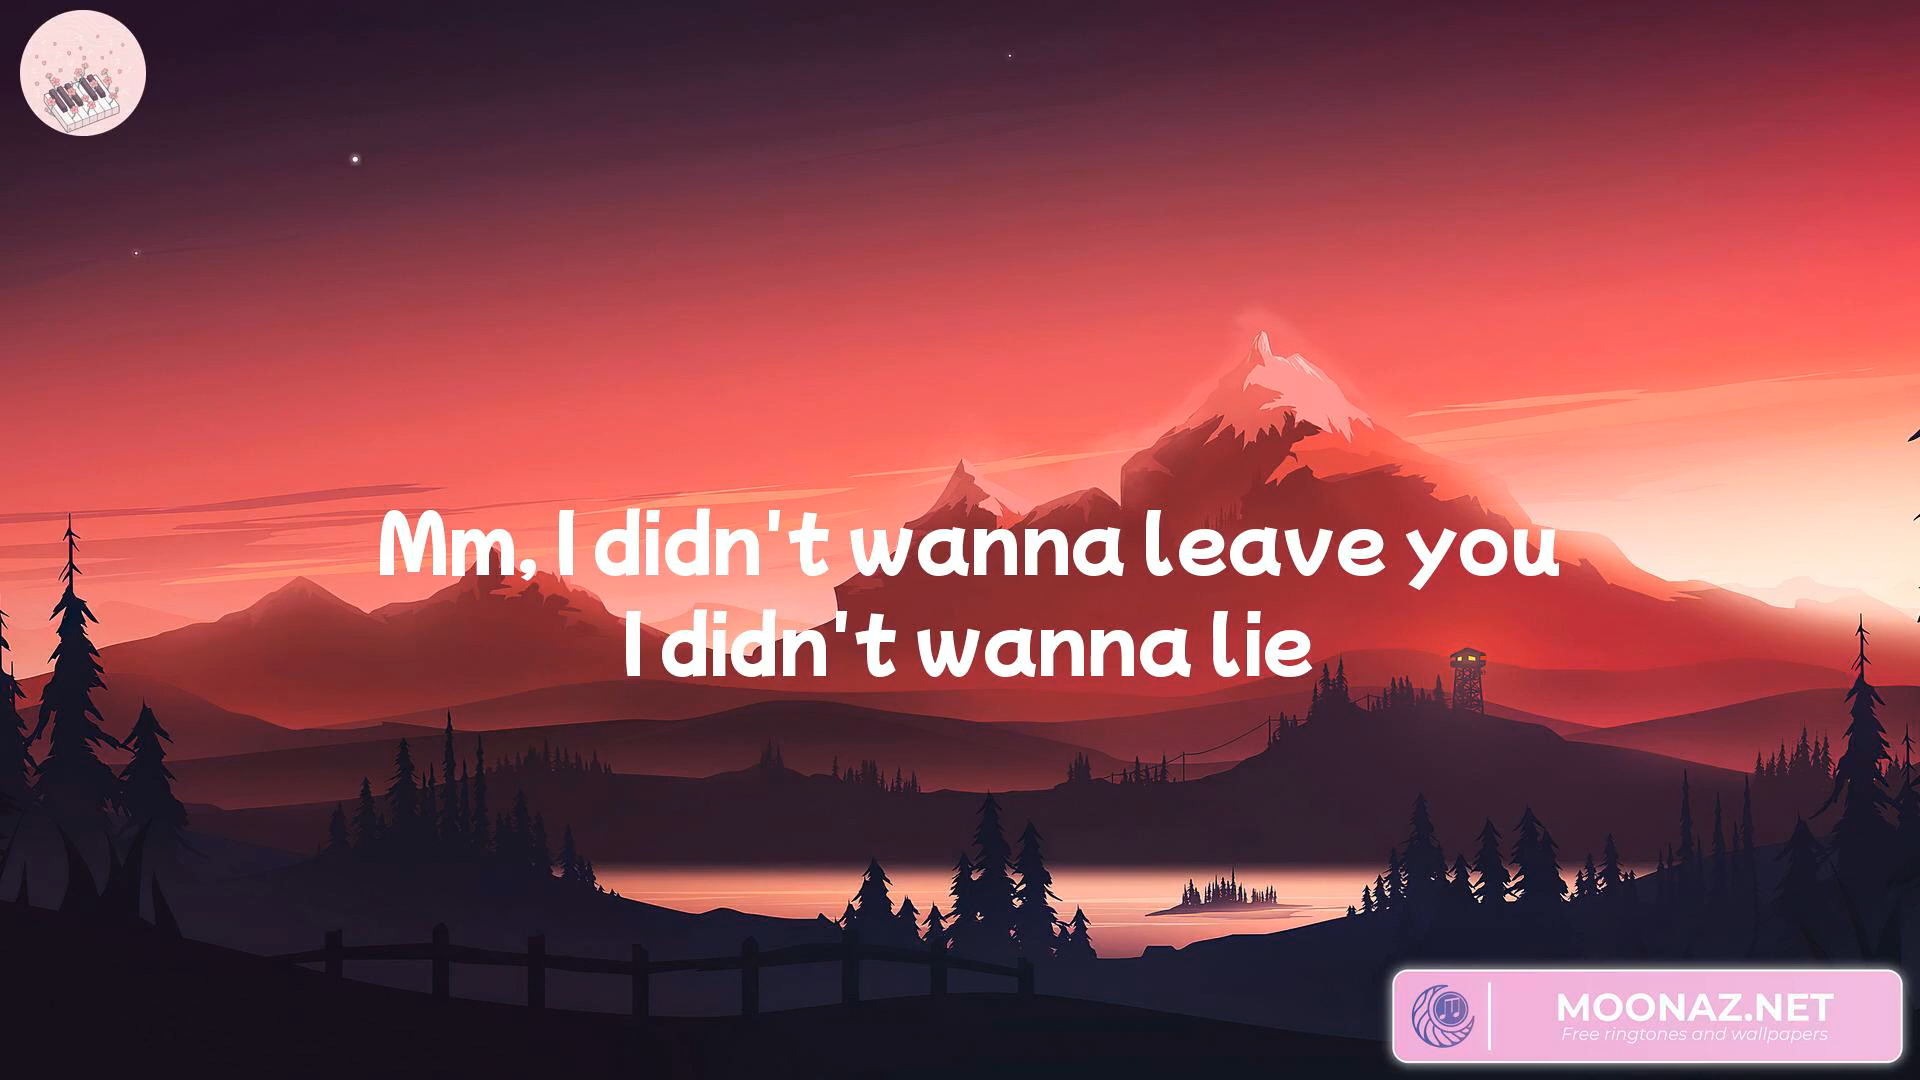 Mm, I didn't wanna leave you
I didn't wanna lie
MOONAZ.NET
Free ringtones and wallpapers